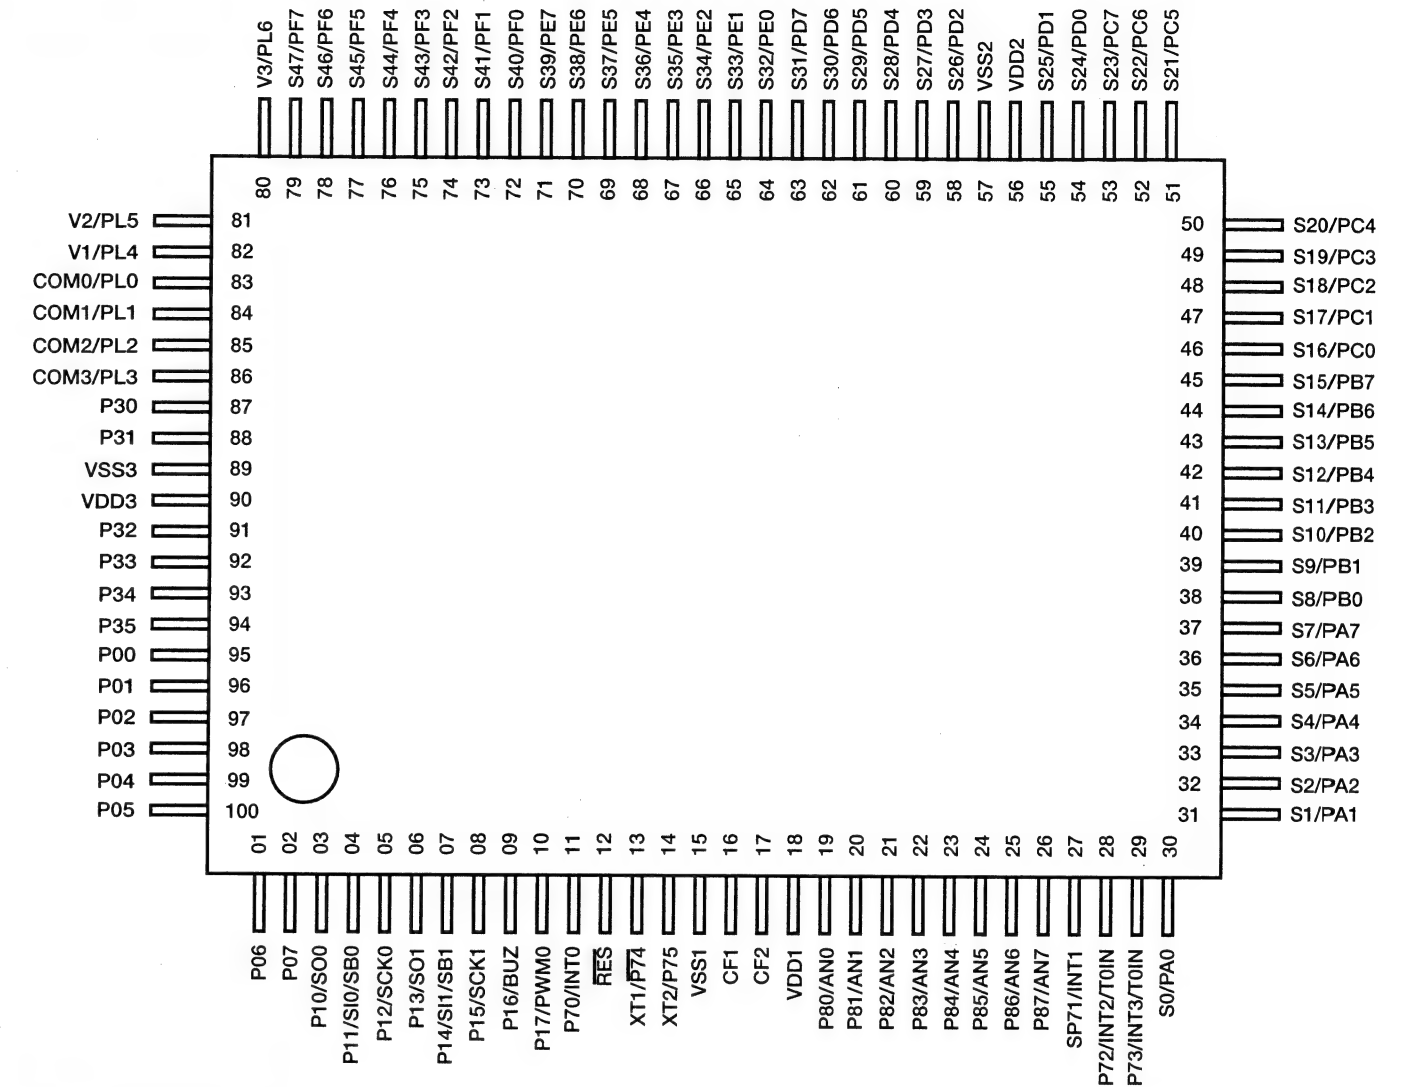 V3/PL6
S47/PF7
S46/PF6
S45/PF5
S44/PF4
S43/PF3
S42/PF2
S41/PF1
S40/PF0
S39/PE7
S38/PE6
S37/PE5
S36/PE4
S35/PE3
S34/PE2
S33/PE1
S32/PE0
S31/PD7
S30/PD6
S29/PD5
S28/PD4
S27/PD3
S26/PD2
VSS2
VDD2
S25/PD1
S24/PD0
S23/PC7
S22/PC6
S21/PC5
80
79
78
77
76
75
74
73
72
71
70
69
68
67
66
65
64
63
62
61
60
59
58
57
56
55
54
53
52
51
V2/PL5 81
V1/PL4 82
COM0/PL0 83
COM1/PL1 84
COM2/PL2 85
COM3/PL3 86
P30 87
P31 88
VSS3 89
VDD3 90
P32 91
P33 92
P34 93
P35 94
P00 95
P01 96
P02 97
P03 98
P04 99
P05 100
50 S20/PC4
49 S19/PC3
48 S18/PC2
47 S17/PC1
46 S16/PC0
45 S15/PB7
44 S14/PB6
43 S13/PB5
42 S12/PB4
41 S11/PB3
40 S10/PB2
39 S9/PB1
38 S8/PB0
37 S7/PA7
36 S6/PA6
35 S5/PA5
34 S4/PA4
33 S3/PA3
32 S2/PA2
31 S1/PA1
01
02
03
04
05
06
07
08
09
10
11
12
13
14
15
16
17
18
19
20
21
22
23
24
25
26
27
28
29
30
P06
P07
P10/SO0
P11/SI0/SB0
P12/SCK0
P13/SO1
P14/SI1/SB1
P15/SCK1
P16/BUZ
P17/PWM0
P70/INT0
RES
XT1/P74
XT2/P75
VSS1
CF1
CF2
VDD1
P80/AN0
P81/AN1
P82/AN2
P83/AN3
P84/AN4
P85/AN5
P86/AN6
P87/AN7
SP71/INT1
P72/INT2/T0IN
P73/INT3/T0IN
S0/PA0